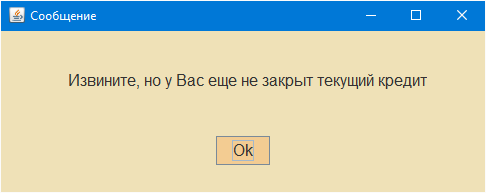 Сообщение
Извините, но у Вас еще не закрыт текущий кредит
Ok